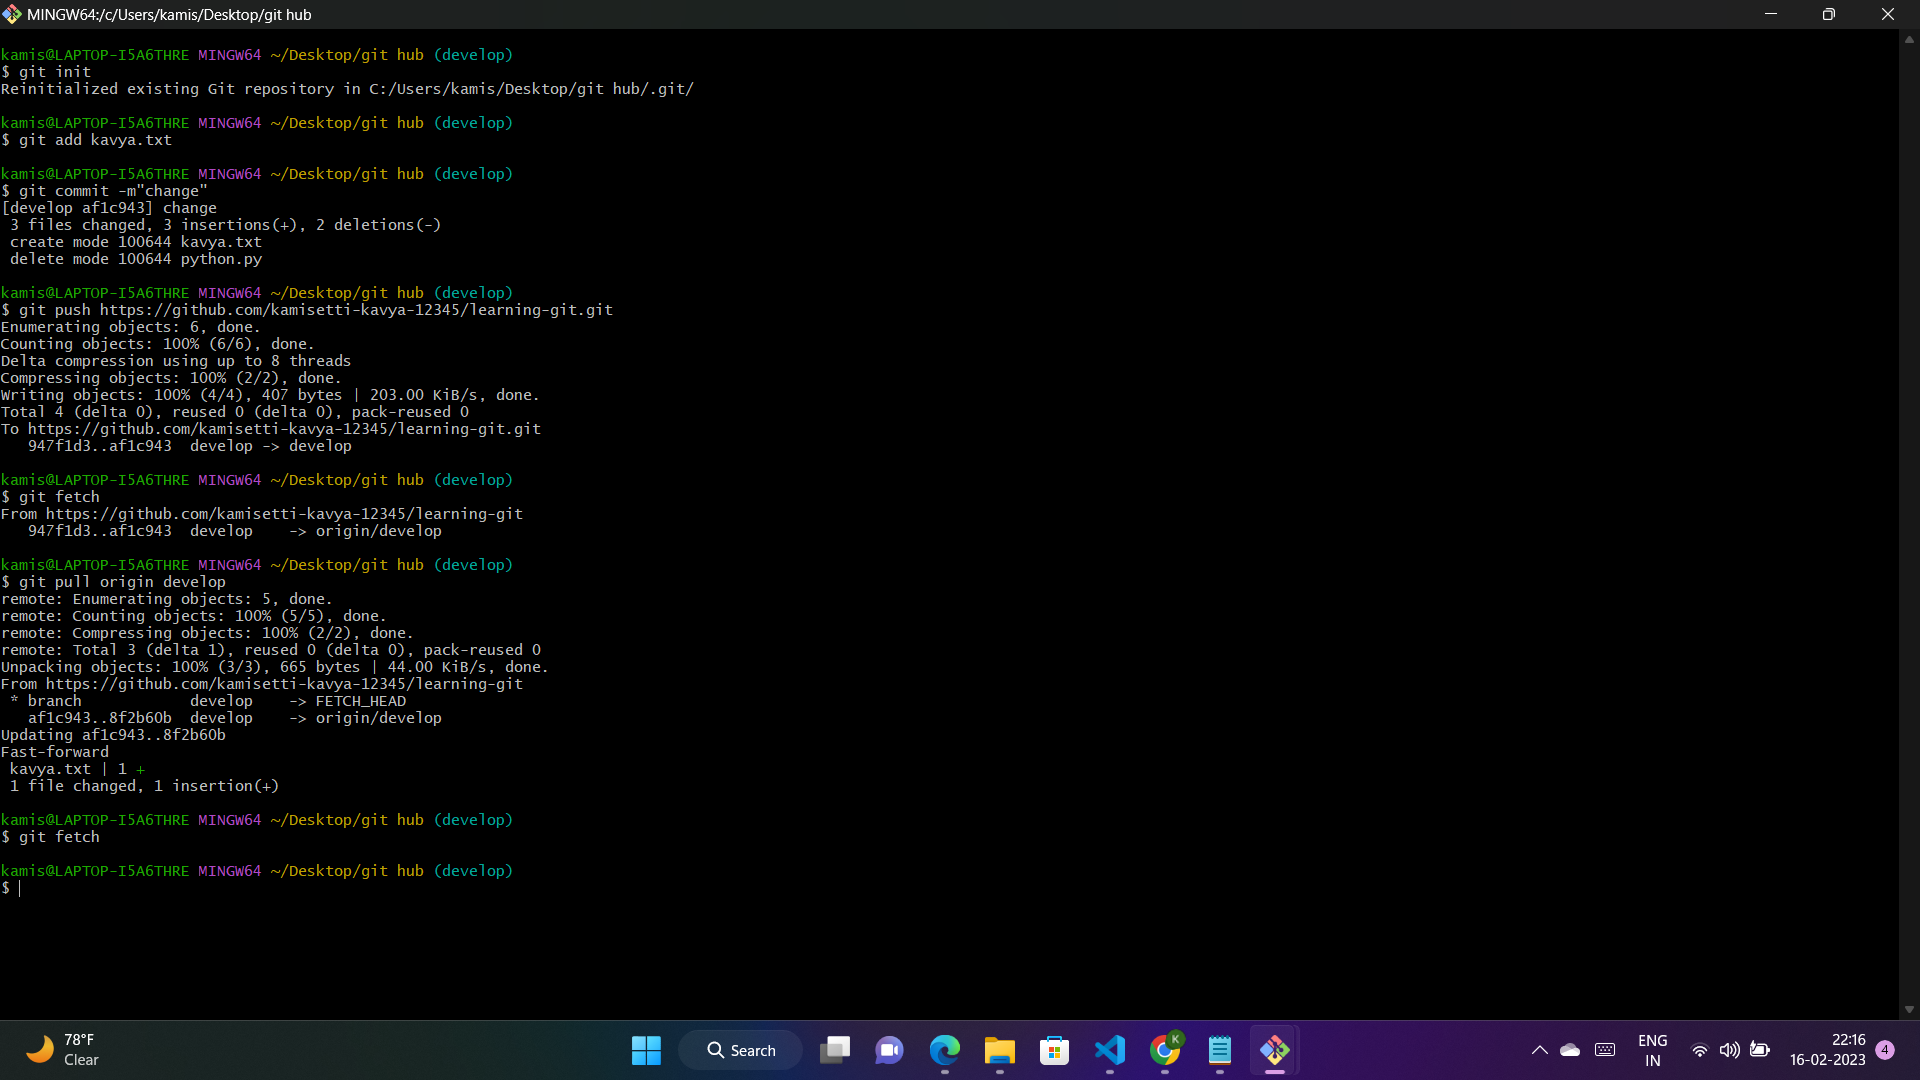 MINGW64:/c/Users/kamis/Desktop/git hub
kamis@LAPTOP-I5A6THRE MINGW64 ~/Desktop/git hub (develop)
$ git init
Reinitialized existing Git repository in C:/Users/kamis/Desktop/git hub/.git/
kamis@LAPTOP-I5A6THRE MINGW64 ~/Desktop/git hub (develop)
$ git add kavya.txt
kamis@LAPTOP-I5A6THRE MINGW64 ~/Desktop/git hub (develop)
$ git commit -m"change"
[develop af1c943] change
 3 files changed, 3 insertions(+), 2 deletions(-)
 create mode 100644 kavya.txt
 delete mode 100644 python.py
kamis@LAPTOP-I5A6THRE MINGW64 ~/Desktop/git hub (develop)
$ git push https://github.com/kamisetti-kavya-12345/learning-git.git
Enumerating objects: 6, done.
Counting objects: 100% (6/6), done.
Delta compression using up to 8 threads
Compressing objects: 100% (2/2), done.
Writing objects: 100% (4/4), 407 bytes | 203.00 KiB/s, done.
Total 4 (delta 0), reused 0 (delta 0), pack-reused 0
To https://github.com/kamisetti-kavya-12345/learning-git.git
   947f1d3..af1c943  develop -> develop
kamis@LAPTOP-I5A6THRE MINGW64 ~/Desktop/git hub (develop)
$ git fetch
From https://github.com/kamisetti-kavya-12345/learning-git
   947f1d3..af1c943  develop    -> origin/develop
kamis@LAPTOP-I5A6THRE MINGW64 ~/Desktop/git hub (develop)
$ git pull origin develop
remote: Enumerating objects: 5, done.
remote: Counting objects: 100% (5/5), done.
remote: Compressing objects: 100% (2/2), done.
remote: Total 3 (delta 1), reused 0 (delta 0), pack-reused 0
Unpacking objects: 100% (3/3), 665 bytes | 44.00 KiB/s, done.
From https://github.com/kamisetti-kavya-12345/learning-git
 * branch            develop    -> FETCH_HEAD
   af1c943..8f2b60b  develop    -> origin/develop
Updating af1c943..8f2b60b
Fast-forward
 kavya.txt | 1 +
 1 file changed, 1 insertion(+)
kamis@LAPTOP-I5A6THRE MINGW64 ~/Desktop/git hub (develop)
$ git fetch
kamis@LAPTOP-I5A6THRE MINGW64 ~/Desktop/git hub (develop)
$
78°F
Clear
Search
K
ENG
IN
22:16
16-02-2023
4